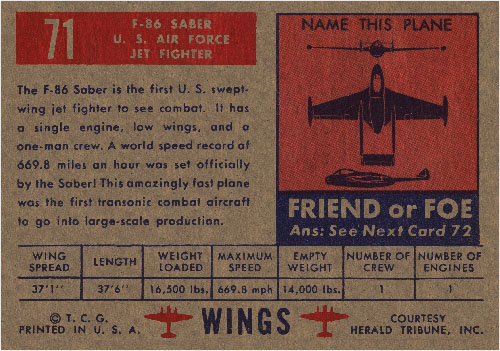 71
F-86 SABER
U. S. AIR FORCE
JET FIGHTER
The F-86 Saber is the first U. S. swept-
wing jet fighter to see combat. It has
a single engine, low wings, and a
one-man crew. A world speed record of
669.8 miles an hour was set officially
by the Saber! This amazingly fast plane
was the first transonic combat aircraft
to go into large-scale production.
NAME THIS PLANE
FRIEND or FOE
Ans: See Next Card 72
WING SPREAD LENGTH WEIGHT LOADED MAXIMUM SPEED EMPTY WEIGHT NUMBER OF CREW NUMBER OF ENGINES
37'1" 37'6" 16,500 lbs. 669.8 mph 14,000 lbs. 1 1
© T. C. G.
PRINTED IN U. S. A.
WINGS
COURTESY
HERALD TRIBUNE, INC.